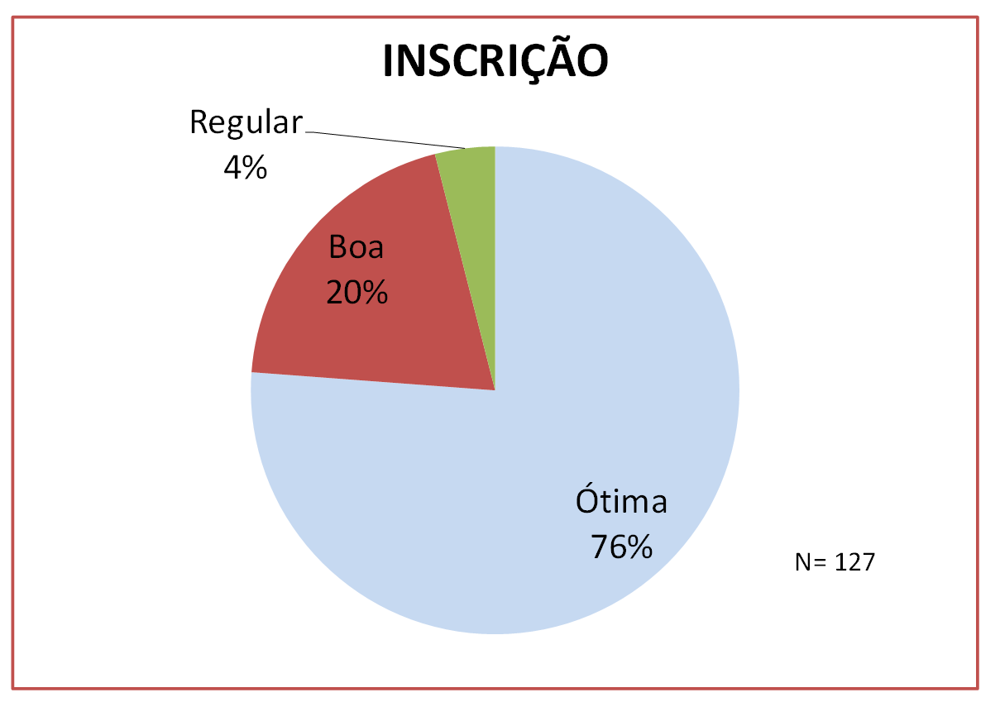 INSCRIÇÃO
Regular
4%
Boa
20%
Ótima
76%
N= 127